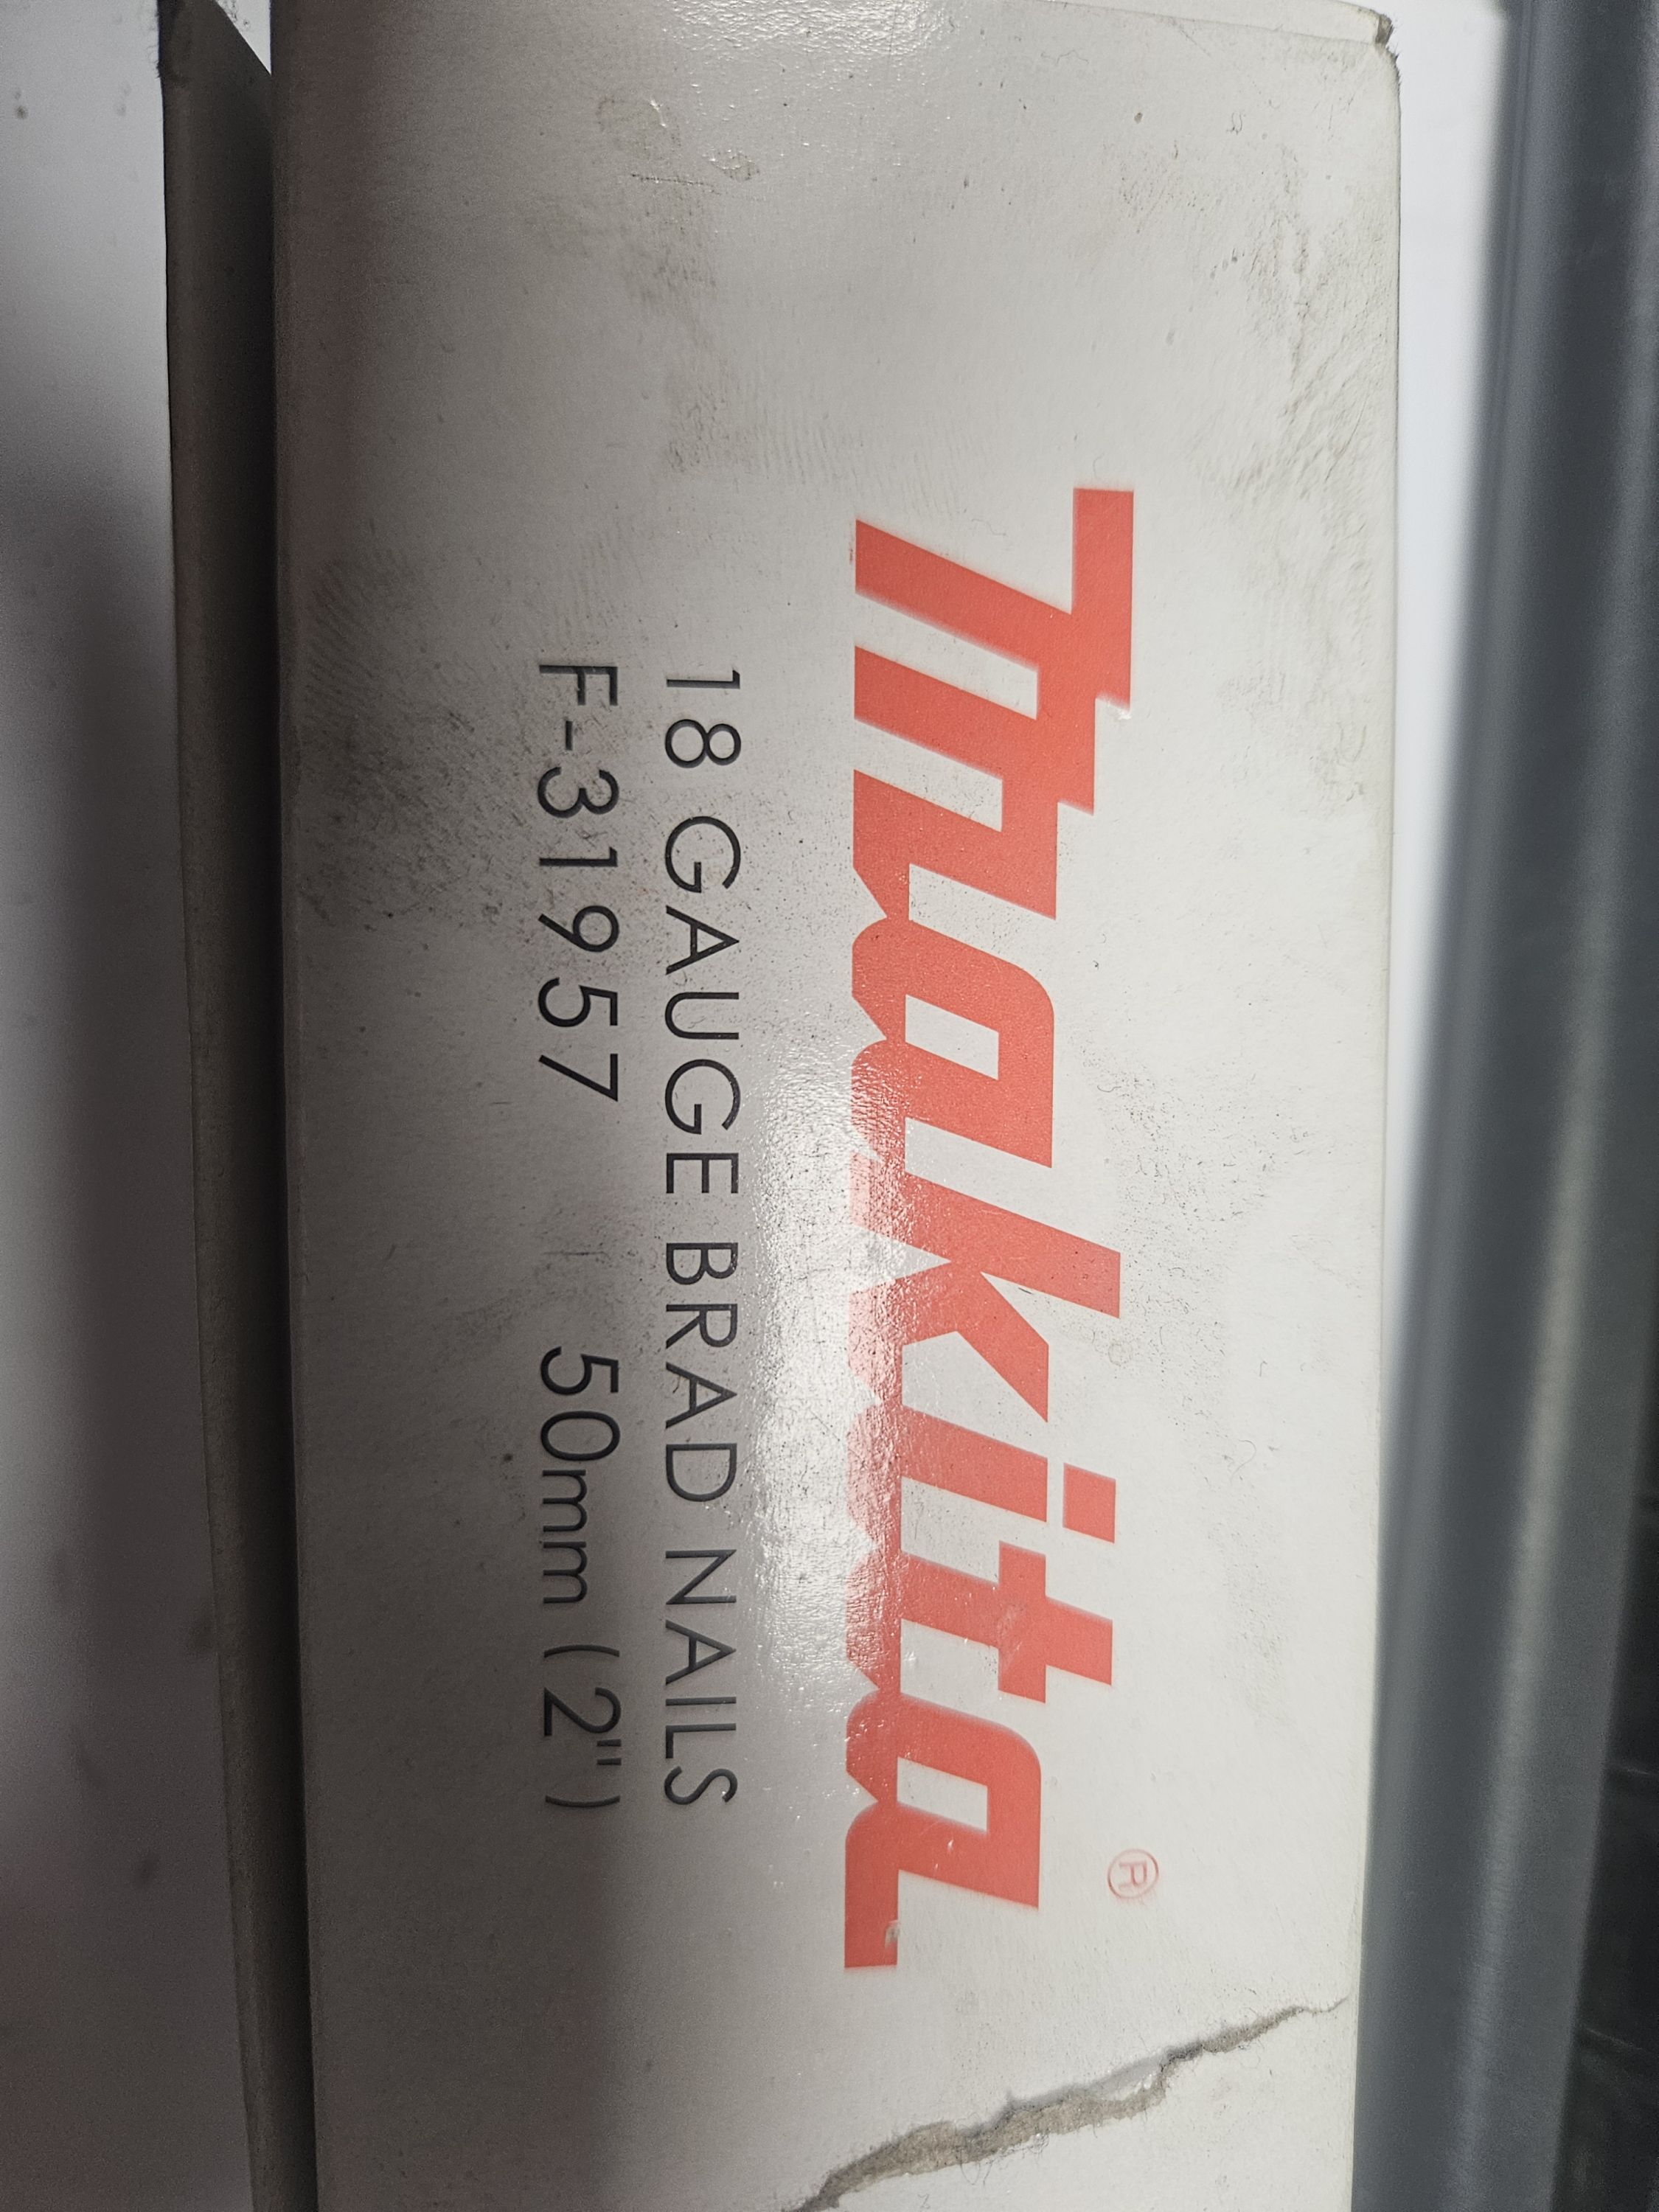 Makita®
18 GAUGE BRAD NAILS
F-31957 50mm (2")